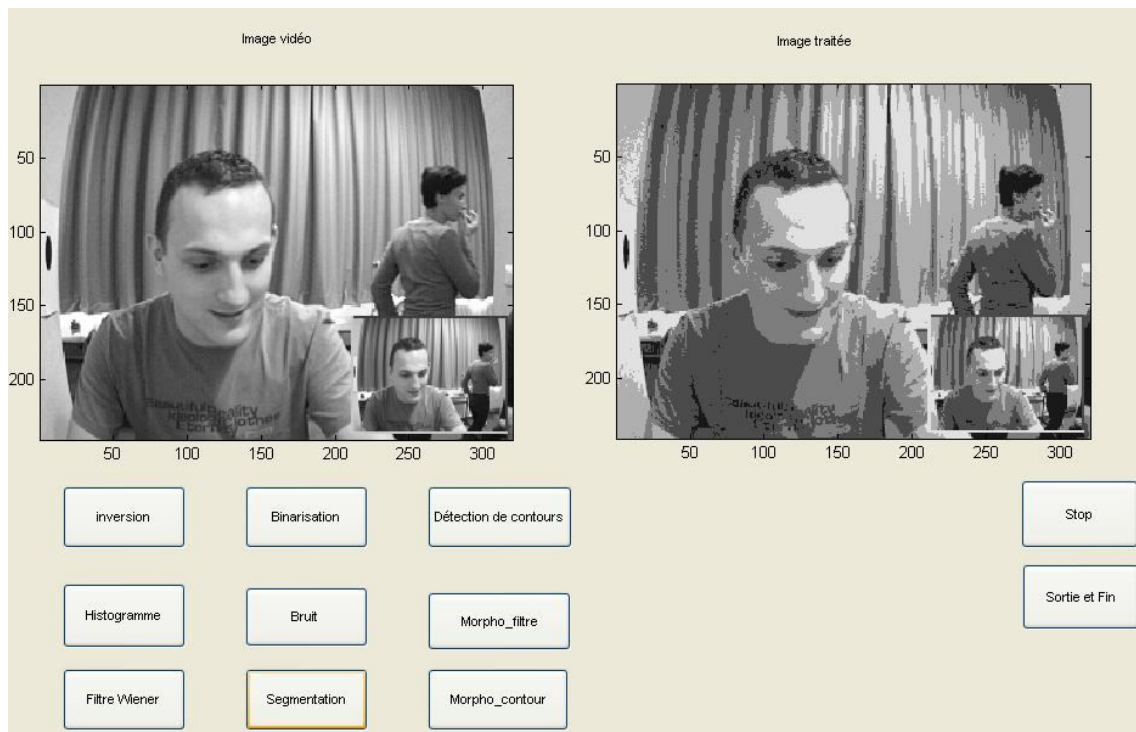 Image vidéo
Image traitée
50
100
150
200
50 100 150 200 250 300
50
100
150
200
50 100 150 200 250 300
Beautiful
inversion
Binarisation
Détection de contours
Stop
Histogramme
Bruit
Morpho_filtre
Sortie et Fin
Filtre Wiener
Segmentation
Morpho_contour